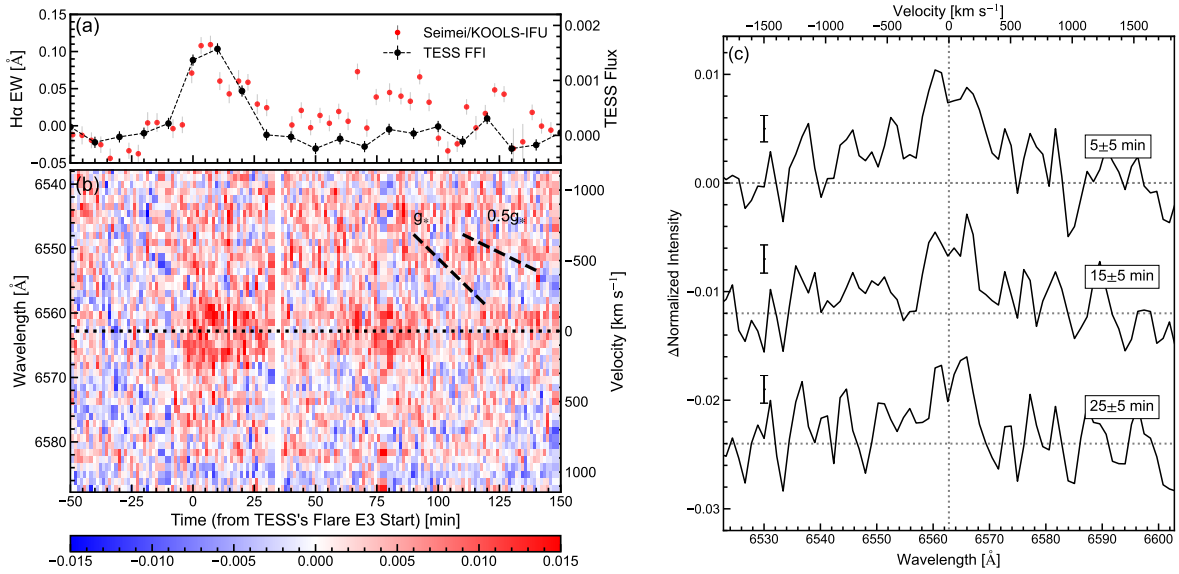 (a)
Seimei/KOOLS-IFU
TESS FFI
Hα EW [Å]
0.15
0.10
0.05
0.00
−0.05
TESS Flux
0.002
0.001
0.000
(b)
g*
0.5g*
Wavelength [Å]
6540
6550
6560
6570
6580
Velocity [km s⁻¹]
−1000
−500
0
500
1000
−50 −25 0 25 50 75 100 125 150
Time (from TESS's Flare E3 Start) [min]
−0.015 −0.010 −0.005 0.000 0.005 0.010 0.015
Velocity [km s⁻¹]
−1500 −1000 −500 0 500 1000 1500
(c)
ΔNormalized Intensity
0.01
0.00
−0.01
−0.02
−0.03
5±5 min
15±5 min
25±5 min
6530 6540 6550 6560 6570 6580 6590 6600
Wavelength [Å]